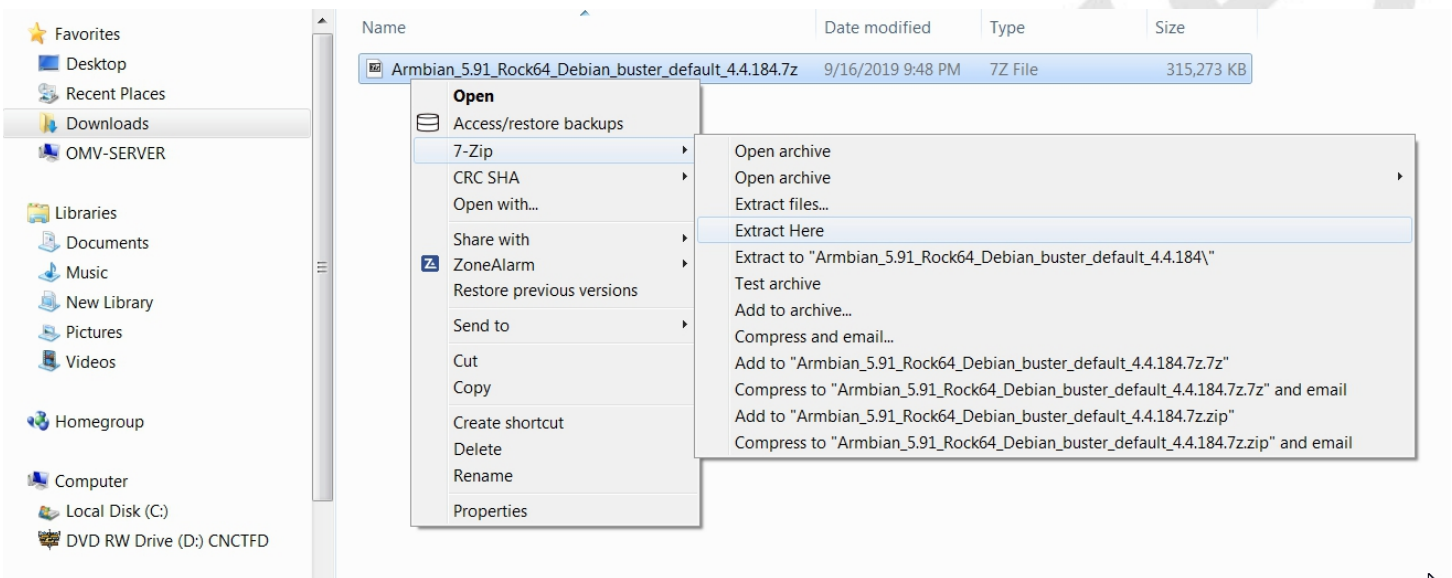 Favorites
Desktop
Recent Places
Downloads
OMV-SERVER
Libraries
Documents
Music
New Library
Pictures
Videos
Homegroup
Computer
Local Disk (C:)
DVD RW Drive (D:) CNCTFD
Name Date modified Type Size
Armbian_5.91_Rock64_Debian_buster_default_4.4.184.7z 9/16/2019 9:48 PM 7Z File 315,273 KB
Open
Access/restore backups
7-Zip
CRC SHA
Open with...
Share with
ZoneAlarm
Restore previous versions
Send to
Cut
Copy
Create shortcut
Delete
Rename
Properties
Open archive
Open archive
Extract files...
Extract Here
Extract to "Armbian_5.91_Rock64_Debian_buster_default_4.4.184\"
Test archive
Add to archive...
Compress and email...
Add to "Armbian_5.91_Rock64_Debian_buster_default_4.4.184.7z.7z"
Compress to "Armbian_5.91_Rock64_Debian_buster_default_4.4.184.7z.7z" and email
Add to "Armbian_5.91_Rock64_Debian_buster_default_4.4.184.7z.zip"
Compress to "Armbian_5.91_Rock64_Debian_buster_default_4.4.184.7z.zip" and email